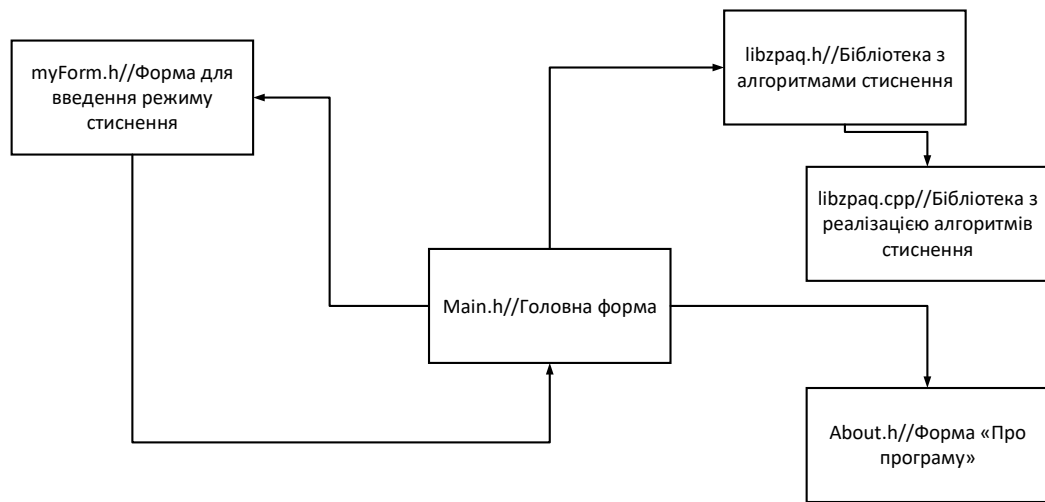 myForm.h//Форма для
введення режиму
стиснення
libzpaq.h//Бібліотека з
алгоритмами стиснення
libzpaq.cpp//Бібліотека з
реалізацією алгоритмів
стиснення
Main.h//Головна форма
About.h//Форма «Про
програму»